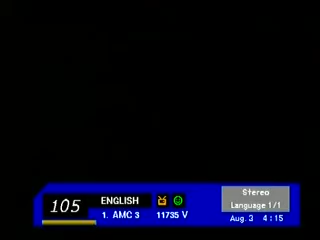 105
ENGLISH
1. AMC 3 11735 V
Stereo
Language 1/1
Aug. 3 4:15